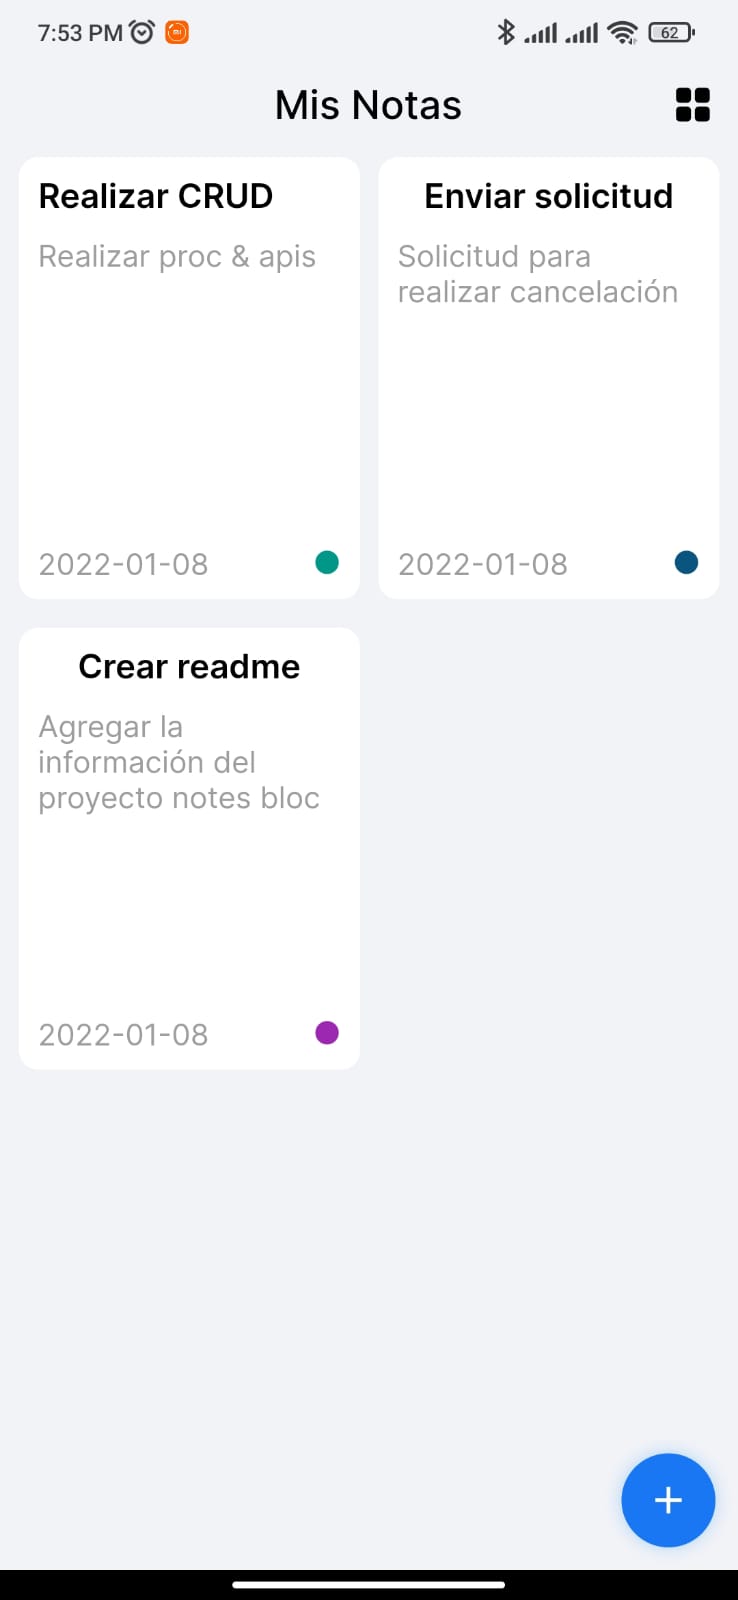 7:53 PM
62
Mis Notas
Realizar CRUD
Realizar proc & apis
2022-01-08
Enviar solicitud
Solicitud para
realizar cancelación
2022-01-08
Crear readme
Agregar la
información del
proyecto notes bloc
2022-01-08